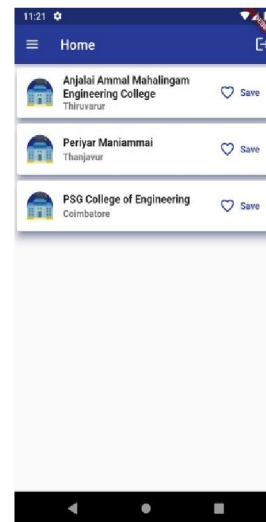 11:21
Home
Anjalai Ammal Mahalingam
Engineering College
Thiruvarur
Save
Periyar Maniammai
Thanjavur
Save
PSG College of Engineering
Coimbatore
Save